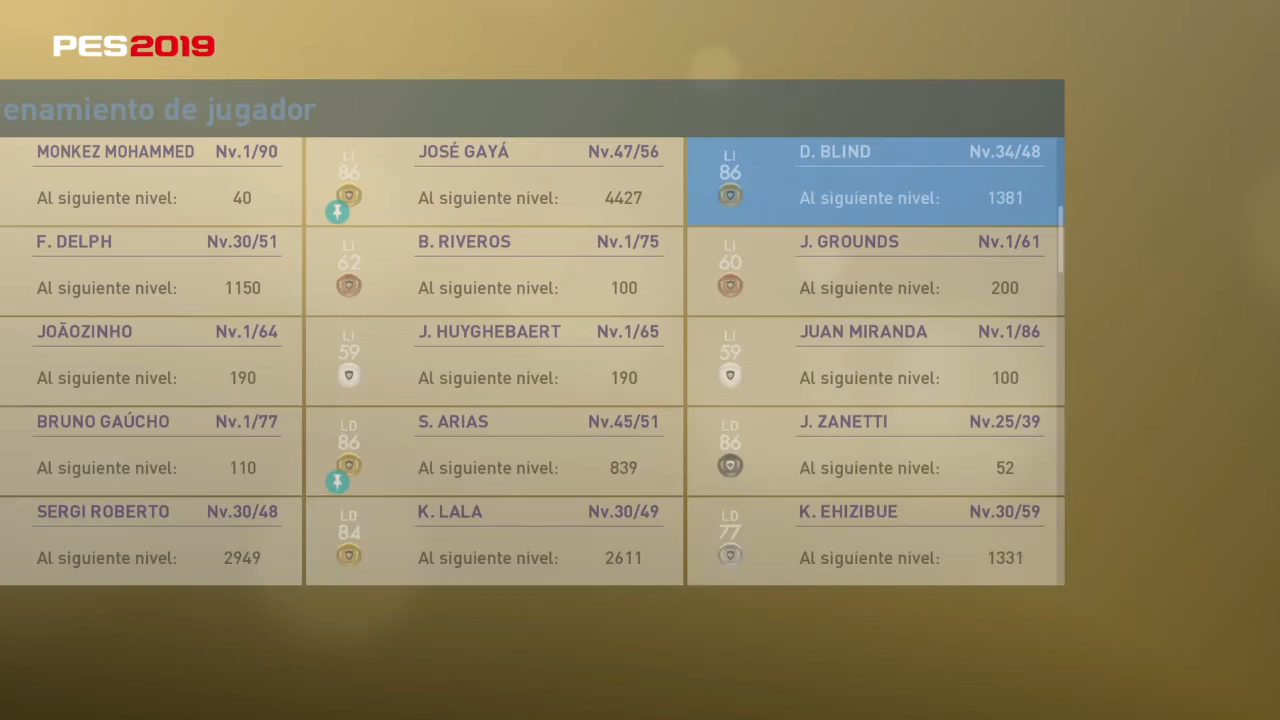 PES2019
enamiento de jugador
MONKEZ MOHAMMED Nv.1/90
Al siguiente nivel: 40
LI
86
JOSÉ GAYÁ Nv.47/56
Al siguiente nivel: 4427
LI
86
D. BLIND Nv.34/48
Al siguiente nivel: 1381
F. DELPH Nv.30/51
Al siguiente nivel: 1150
LI
62
B. RIVEROS Nv.1/75
Al siguiente nivel: 100
LI
60
J. GROUNDS Nv.1/61
Al siguiente nivel: 200
JOÃOZINHO Nv.1/64
Al siguiente nivel: 190
LI
59
J. HUYGHEBAERT Nv.1/65
Al siguiente nivel: 190
LI
59
JUAN MIRANDA Nv.1/86
Al siguiente nivel: 100
BRUNO GAÚCHO Nv.1/77
Al siguiente nivel: 110
LD
86
S. ARIAS Nv.45/51
Al siguiente nivel: 839
LD
86
J. ZANETTI Nv.25/39
Al siguiente nivel: 52
SERGI ROBERTO Nv.30/48
Al siguiente nivel: 2949
LD
84
K. LALA Nv.30/49
Al siguiente nivel: 2611
LD
77
K. EHIZIBUE Nv.30/59
Al siguiente nivel: 1331